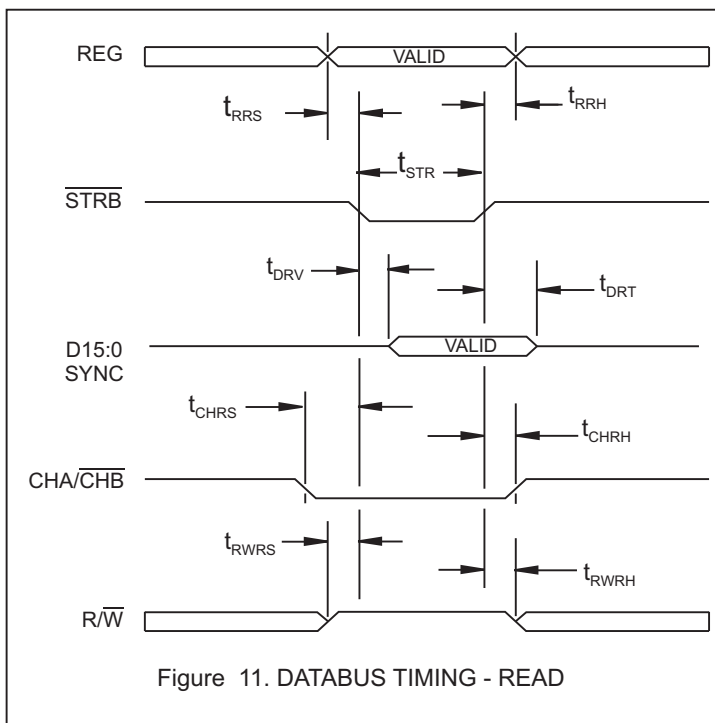 REG
VALID
tRRS
tRRH
tSTR
STRB
tDRV
tDRT
D15:0
VALID
SYNC
tCHRS
tCHRH
CHA/CHB
tRWRS
tRWRH
R/W
Figure 11. DATABUS TIMING - READ